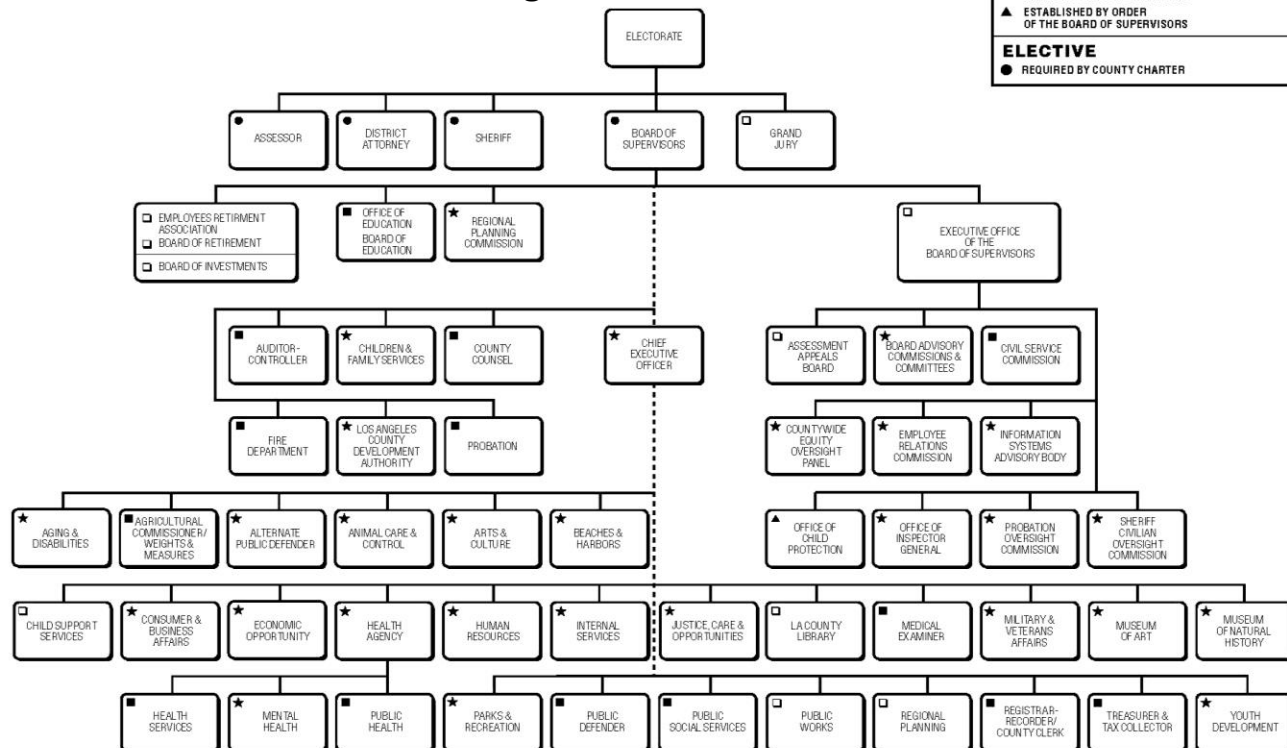 ▲ ESTABLISHED BY ORDER
OF THE BOARD OF SUPERVISORS
ELECTIVE
● REQUIRED BY COUNTY CHARTER
ELECTORATE
ASSESSOR
DISTRICT
ATTORNEY
SHERIFF
BOARD OF
SUPERVISORS
GRAND
JURY
EMPLOYEES RETIRMENT
ASSOCIATION
BOARD OF RETIREMENT
BOARD OF INVESTMENTS
OFFICE OF
EDUCATION
BOARD OF
EDUCATION
REGIONAL
PLANNING
COMMISSION
EXECUTIVE OFFICE
OF THE
BOARD OF SUPERVISORS
AUDITOR-
CONTROLLER
CHILDREN &
FAMILY SERVICES
COUNTY
COUNSEL
CHIEF
EXECUTIVE
OFFICER
ASSESSMENT
APPEALS
BOARD
BOARD ADVISORY
COMMISSIONS &
COMMITTEES
CIVIL SERVICE
COMMISSION
FIRE
DEPARTMENT
LOS ANGELES
COUNTY
DEVELOPMENT
AUTHORITY
PROBATION
COUNTYWIDE
EQUITY
OVERSIGHT
PANEL
EMPLOYEE
RELATIONS
COMMISSION
INFORMATION
SYSTEMS
ADVISORY BODY
AGING &
DISABILITIES
AGRICULTURAL
COMMISSIONER/
WEIGHTS &
MEASURES
ALTERNATE
PUBLIC DEFENDER
ANIMAL CARE &
CONTROL
ARTS &
CULTURE
BEACHES &
HARBORS
OFFICE OF
CHILD
PROTECTION
OFFICE OF
INSPECTOR
GENERAL
PROBATION
OVERSIGHT
COMMISSION
SHERIFF
CIVILIAN
OVERSIGHT
COMMISSION
CHILD SUPPORT
SERVICES
CONSUMER &
BUSINESS
AFFAIRS
ECONOMIC
OPPORTUNITY
HEALTH
AGENCY
HUMAN
RESOURCES
INTERNAL
SERVICES
JUSTICE, CARE &
OPPORTUNITIES
LA COUNTY
LIBRARY
MEDICAL
EXAMINER
MILITARY &
VETERANS
AFFAIRS
MUSEUM
OF ART
MUSEUM
OF NATURAL
HISTORY
HEALTH
SERVICES
MENTAL
HEALTH
PUBLIC
HEALTH
PARKS &
RECREATION
PUBLIC
DEFENDER
PUBLIC
SOCIAL SERVICES
PUBLIC
WORKS
REGIONAL
PLANNING
REGISTRAR-
RECORDER/
COUNTY CLERK
TREASURER &
TAX COLLECTOR
YOUTH
DEVELOPMENT